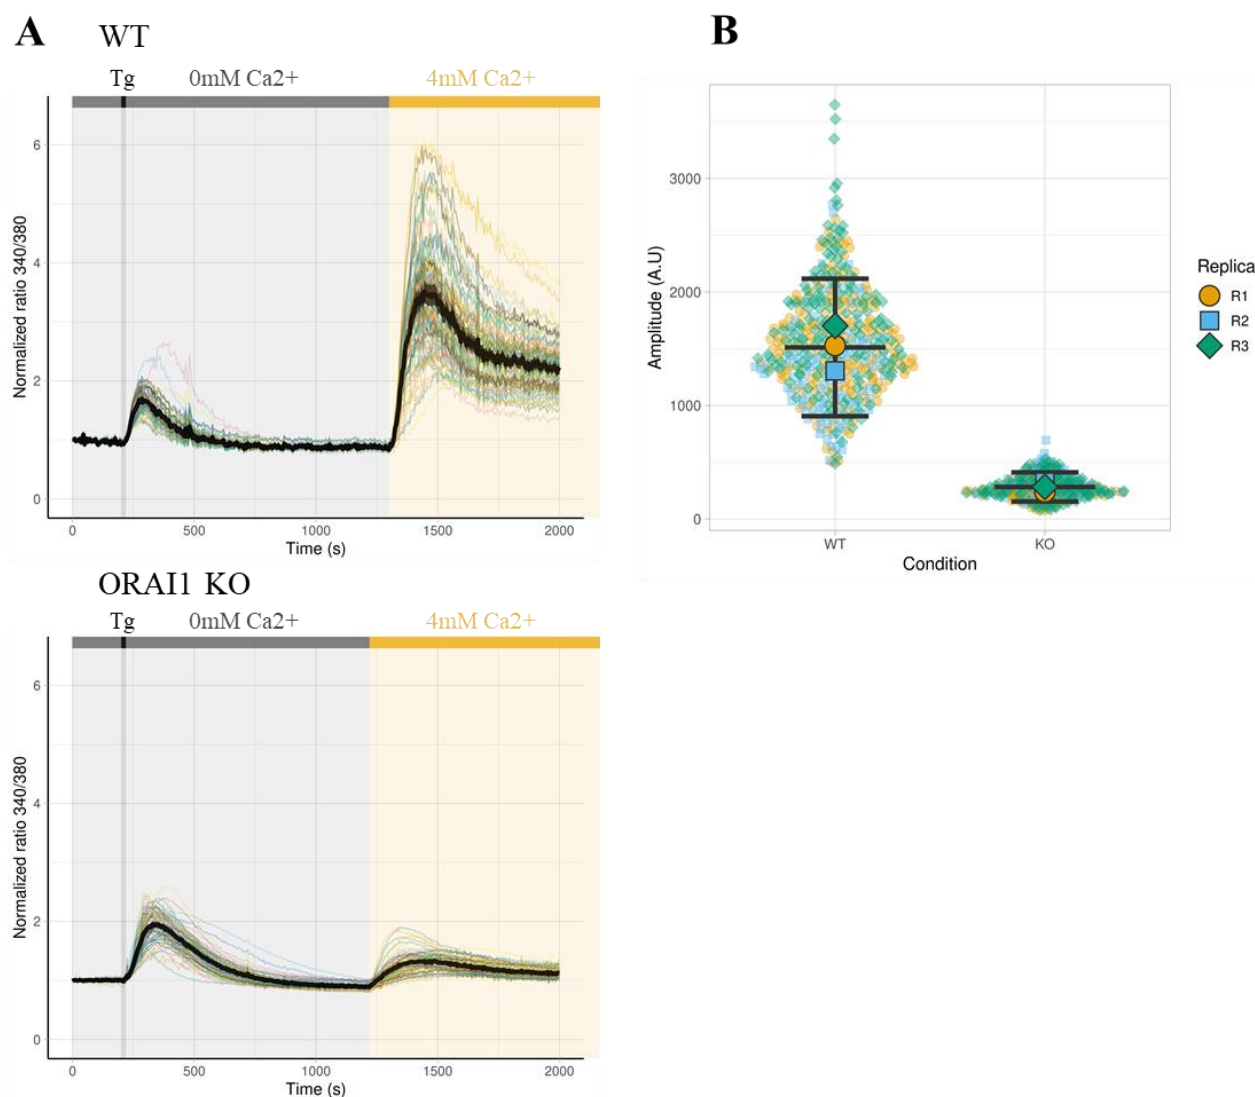 A
WT
Tg 0mM Ca2+ 4mM Ca2+
Normalized ratio 340/380
6
4
2
0
0 500 1000 1500 2000
Time (s)
ORAI1 KO
Tg 0mM Ca2+ 4mM Ca2+
Normalized ratio 340/380
6
4
2
0
0 500 1000 1500 2000
Time (s)
B
Amplitude (A.U)
3000
2000
1000
0
WT KO
Condition
Replica
R1
R2
R3